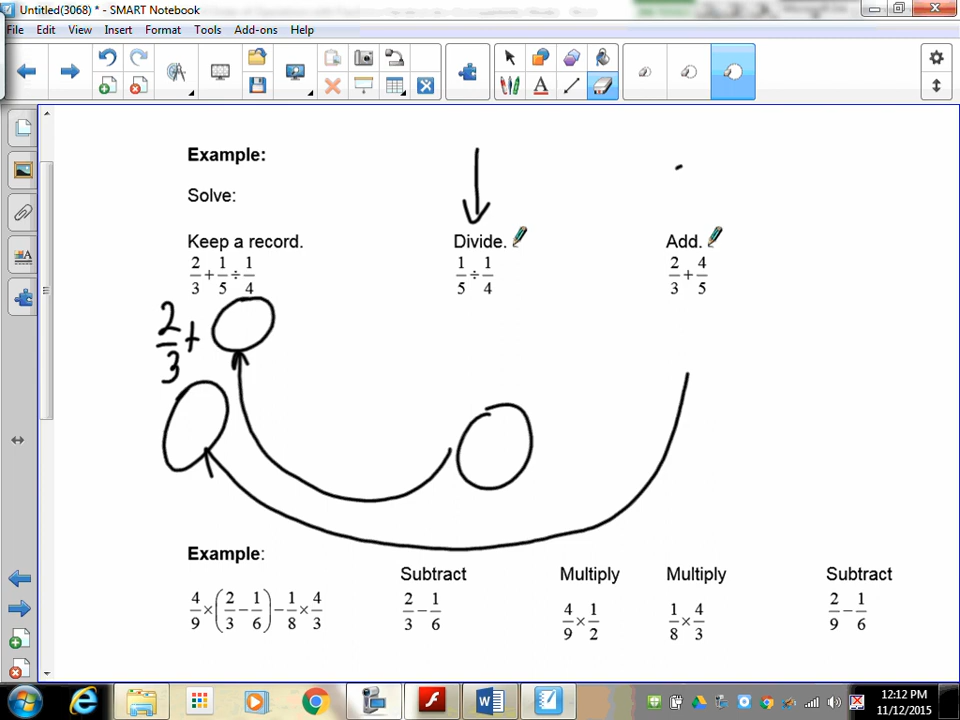 Untitled(3068) * - SMART Notebook
File Edit View Insert Format Tools Add-ons Help
Example:
Solve:
Keep a record. Divide. Add.
2/3 + 1/5 ÷ 1/4 1/5 ÷ 1/4 2/3 + 4/5
2/3 +
Example:
Subtract Multiply Multiply Subtract
4/9 × (2/3 − 1/6) − 1/8 × 4/3 2/3 − 1/6 4/9 × 1/2 1/8 × 4/3 2/9 − 1/6
12:12 PM
11/12/2015